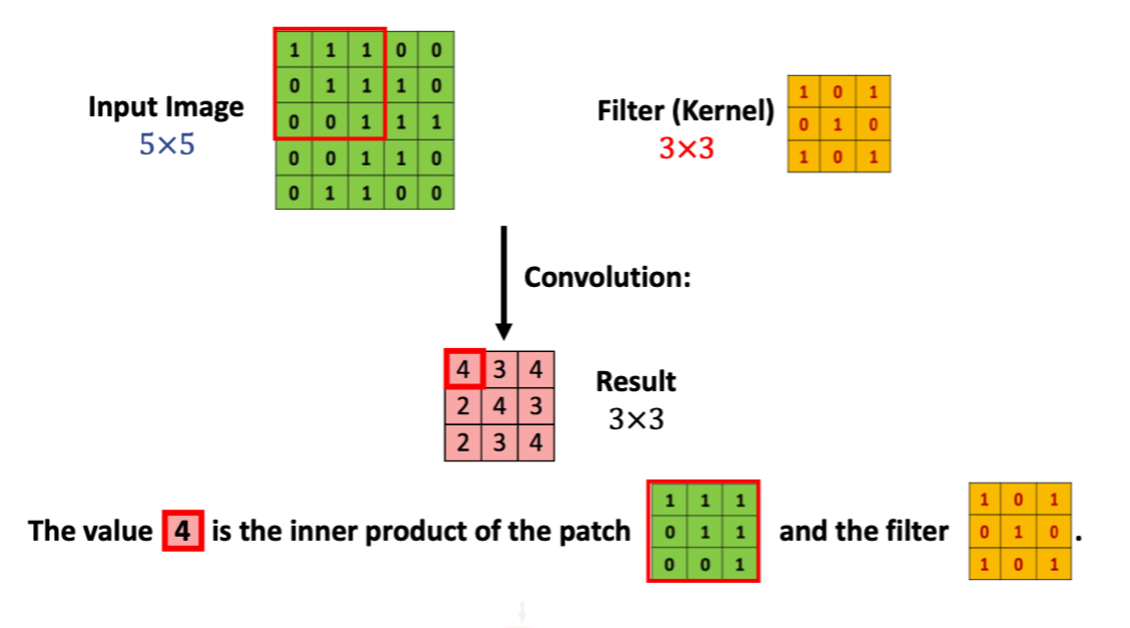 Input Image
5×5
1 1 1 0 0
0 1 1 1 0
0 0 1 1 1
0 0 1 1 0
0 1 1 0 0
Filter (Kernel)
3×3
1 0 1
0 1 0
1 0 1
Convolution:
4 3 4
2 4 3
2 3 4
Result
3×3
The value 4 is the inner product of the patch
1 1 1
0 1 1
0 0 1
and the filter
1 0 1
0 1 0
1 0 1
.